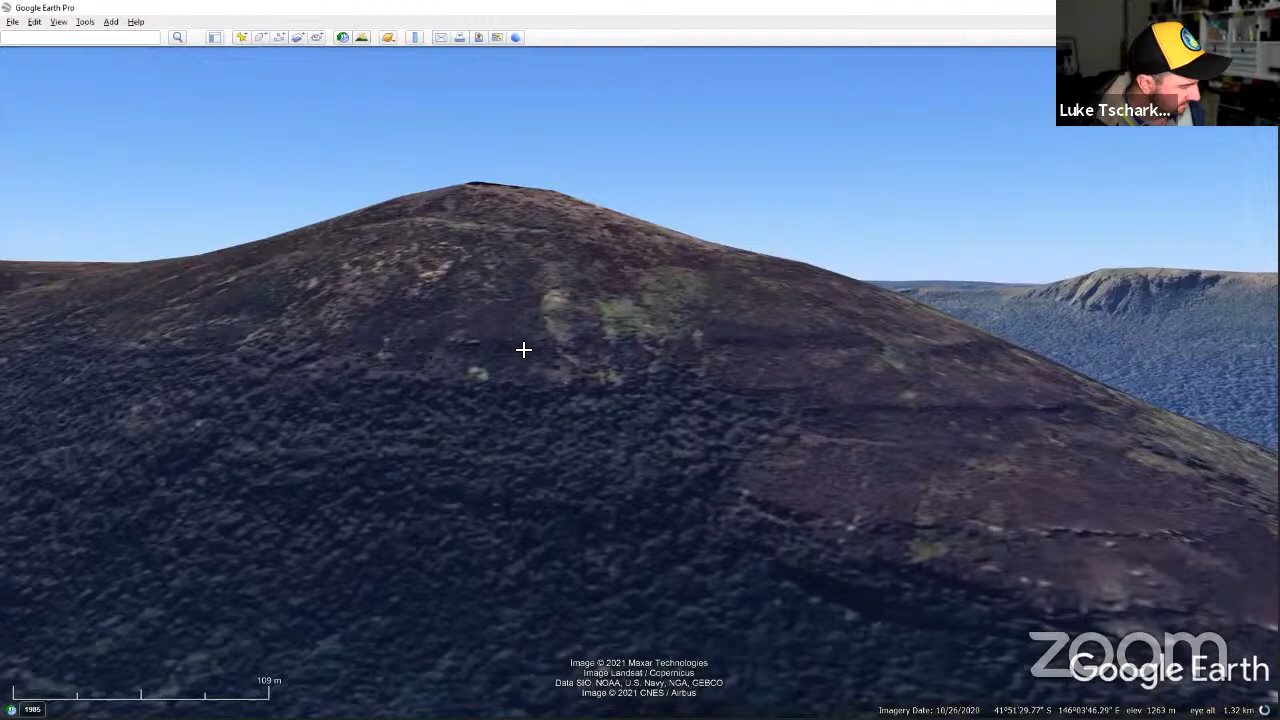 Google Earth Pro
File Edit View Tools Add Help
Luke Tschark...
109 m
Image © 2021 Maxar Technologies
Image Landsat / Copernicus
Data SIO, NOAA, U.S. Navy, NGA, GEBCO
Image © 2021 CNES / Airbus
zoom
Google Earth
1985
Imagery Date: 10/26/2020 41°51'29.77" S 146°03'46.29" E elev 1263 m eye alt 1.32 km